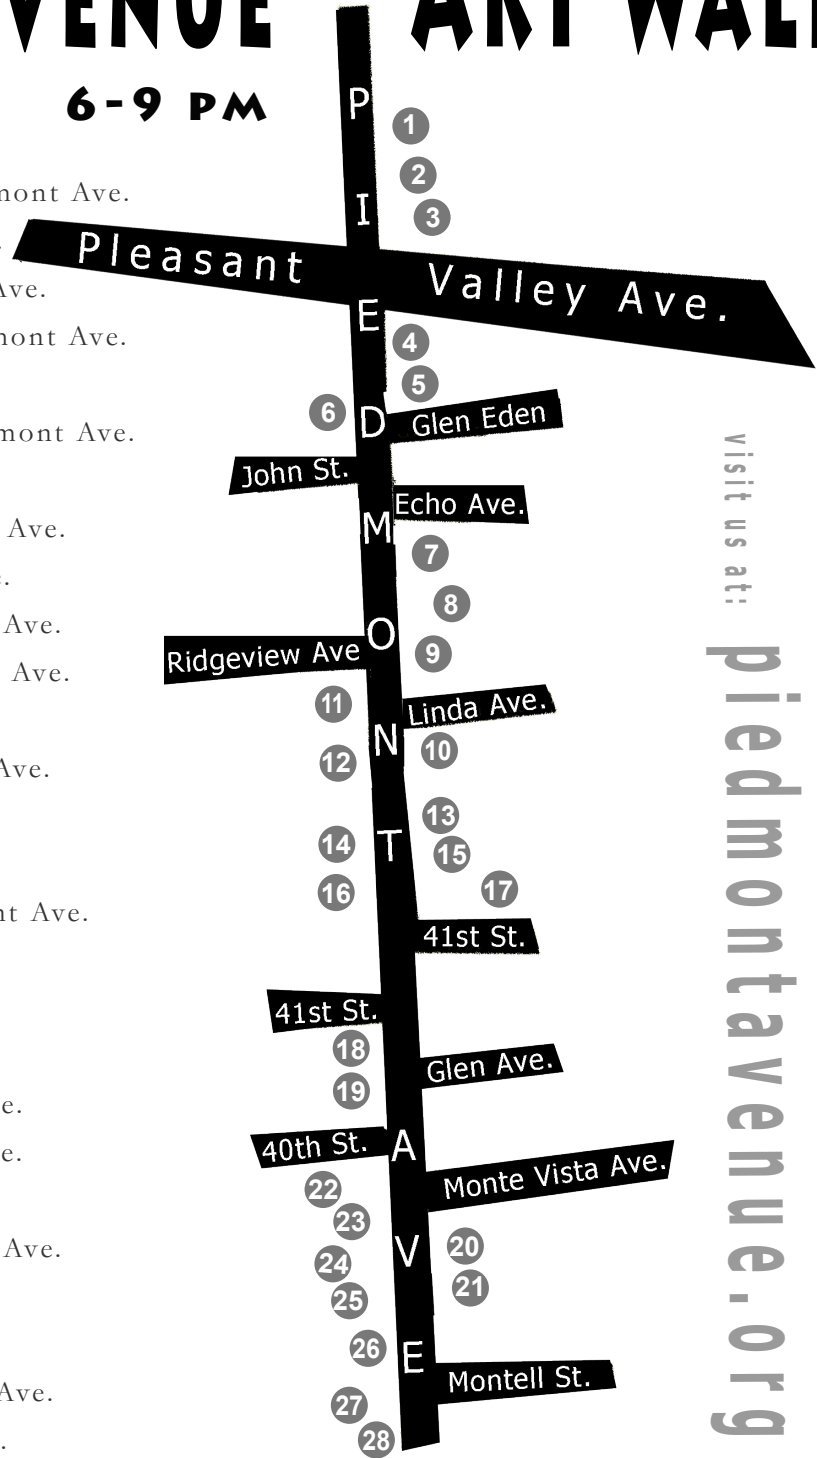 VENUE ART WAL
6-9 PM
PIEDMONT AVE
1
2
mont Ave.
3
Pleasant Valley Ave.
Ave.
mont Ave.
4
5
6
Glen Eden
mont Ave.
John St.
Echo Ave.
Ave.
7
e.
8
Ave.
9
Ridgeview Ave
Ave.
11
Linda Ave.
10
12
Ave.
13
14
15
16
17
nt Ave.
41st St.
41st St.
18
Glen Ave.
19
e.
40th St.
e.
Monte Vista Ave.
22
23
20
Ave.
24
21
25
26
Montell St.
Ave.
27
28
visit us at:
piedmontavenue.org